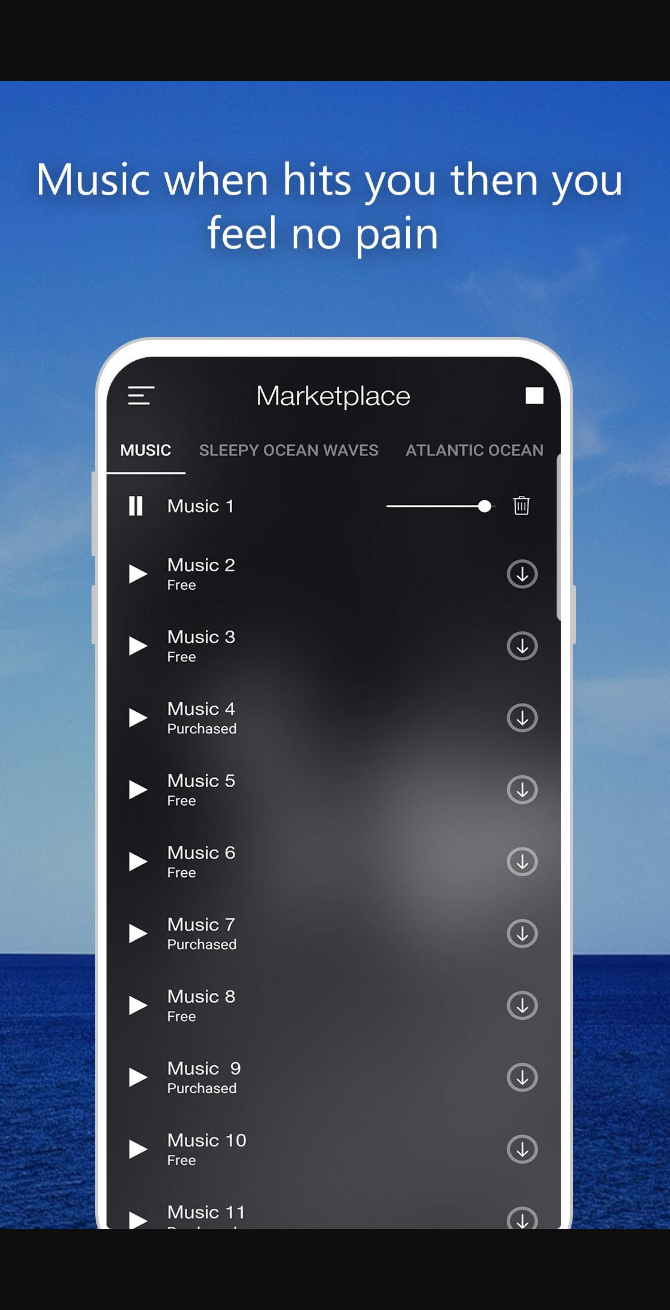 Music when hits you then you
feel no pain
Marketplace
MUSIC SLEEPY OCEAN WAVES ATLANTIC OCEAN
Music 1
Music 2
Free
Music 3
Free
Music 4
Purchased
Music 5
Free
Music 6
Free
Music 7
Purchased
Music 8
Free
Music 9
Purchased
Music 10
Free
Music 11